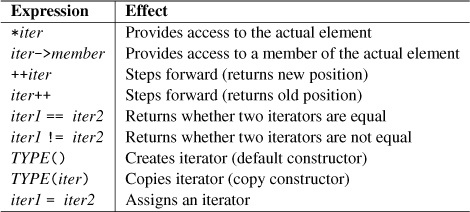 Expression Effect
*iter Provides access to the actual element
iter->member Provides access to a member of the actual element
++iter Steps forward (returns new position)
iter++ Steps forward (returns old position)
iter1 == iter2 Returns whether two iterators are equal
iter1 != iter2 Returns whether two iterators are not equal
TYPE() Creates iterator (default constructor)
TYPE(iter) Copies iterator (copy constructor)
iter1 = iter2 Assigns an iterator